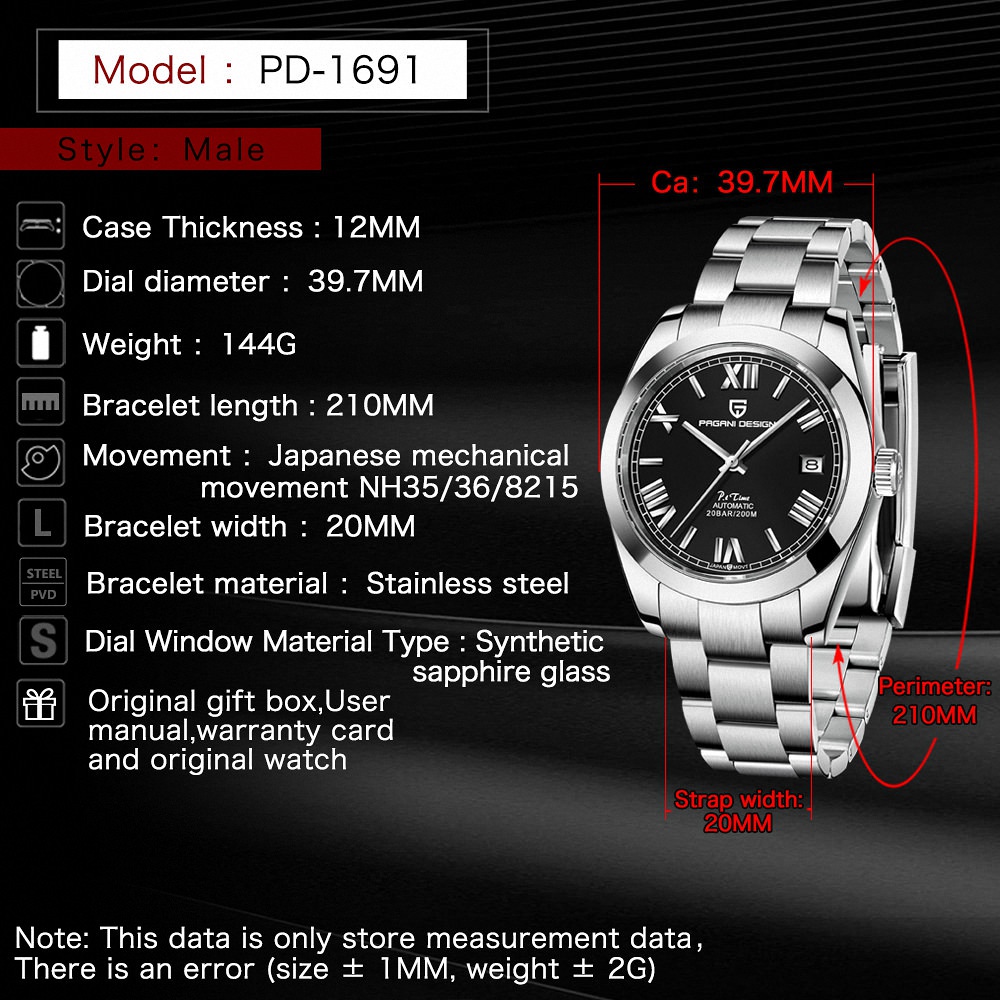 Model : PD-1691
Style: Male
Case Thickness : 12MM
Dial diameter : 39.7MM
Weight : 144G
Bracelet length : 210MM
Movement : Japanese mechanical
movement NH35/36/8215
L
Bracelet width : 20MM
STEEL
PVD
Bracelet material : Stainless steel
S
Dial Window Material Type : Synthetic
sapphire glass
Original gift box,User
manual,warranty card
and original watch
Ca: 39.7MM
XII
PAGANI DESIGN
8
P.t Time
AUTOMATIC
20BAR/200M
VI
JAPAN MOVT
Perimeter:
210MM
Strap width:
20MM
Note: This data is only store measurement data,
There is an error (size ± 1MM, weight ± 2G)